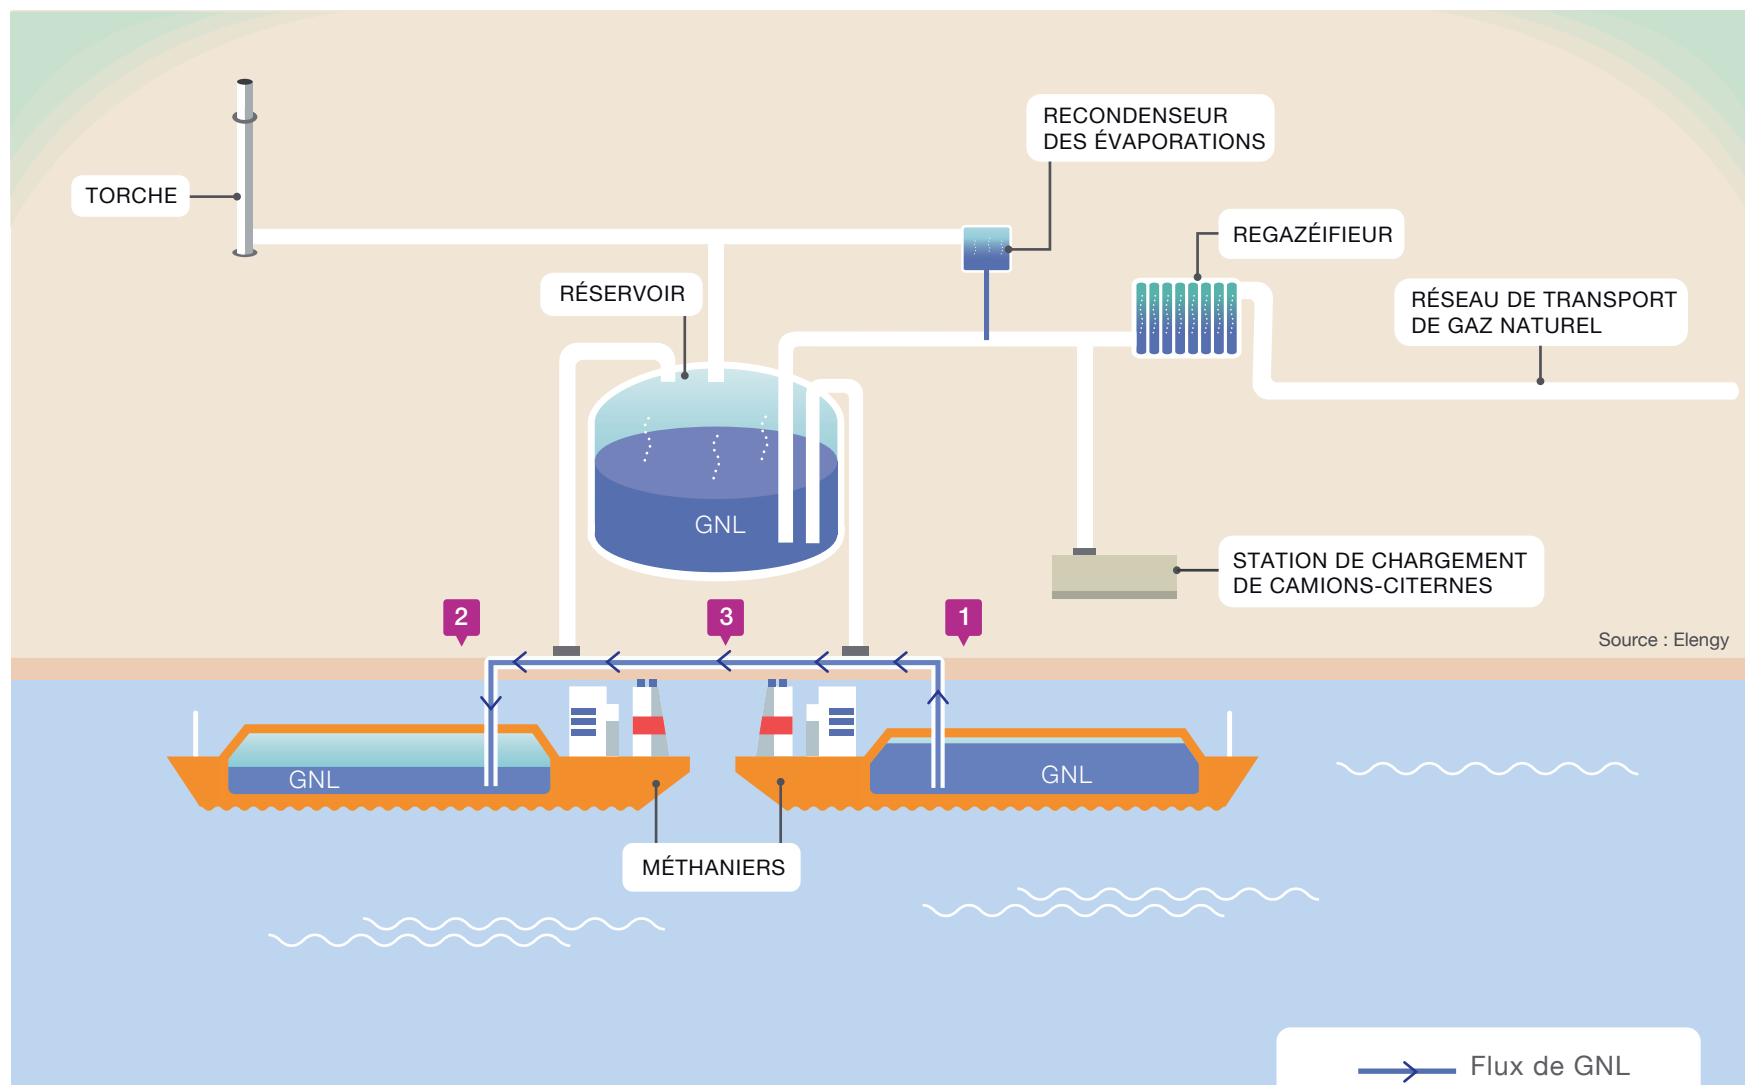 RECONDENSEUR
DES ÉVAPORATIONS
TORCHE
REGAZÉIFIEUR
RÉSERVOIR
RÉSEAU DE TRANSPORT
DE GAZ NATUREL
GNL
STATION DE CHARGEMENT
DE CAMIONS-CITERNES
2
3
1
Source : Elengy
GNL
GNL
MÉTHANIERS
Flux de GNL